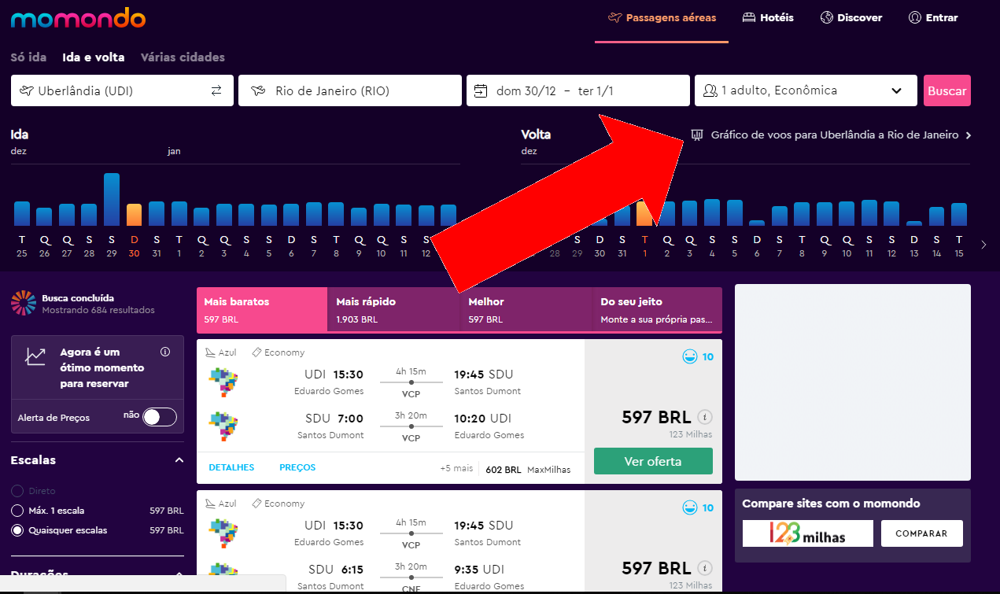 momondo
Passagens aéreas
Hotéis
Discover
Entrar
Só ida Ida e volta Várias cidades
Uberlândia (UDI)
Rio de Janeiro (RIO)
dom 30/12 – ter 1/1
1 adulto, Econômica
Buscar
Ida
dez jan
Volta
dez
Gráfico de voos para Uberlândia a Rio de Janeiro
T Q Q S S D S T Q Q S S D S T Q Q S S
25 26 27 28 29 30 31 1 2 3 4 5 6 7 8 9 10 11 12
S D S T Q Q S S D S T Q Q S S D S T
28 29 30 31 1 2 3 4 5 6 7 8 9 10 11 12 13 14 15
Busca concluída
Mostrando 684 resultados
Agora é um
ótimo momento
para reservar
Alerta de Preços não
Escalas
Direto
Máx. 1 escala 597 BRL
Quaisquer escalas 597 BRL
Durações
Mais baratos
597 BRL
Mais rápido
1.903 BRL
Melhor
597 BRL
Do seu jeito
Monte a sua própria pas...
Azul Economy
UDI 15:30 4h 15m 19:45 SDU
Eduardo Gomes VCP Santos Dumont
SDU 7:00 3h 20m 10:20 UDI
Santos Dumont VCP Eduardo Gomes
DETALHES PREÇOS +5 mais 602 BRL MaxMilhas
10
597 BRL i
123 Milhas
Ver oferta
Azul Economy
UDI 15:30 4h 15m 19:45 SDU
Eduardo Gomes VCP Santos Dumont
SDU 6:15 3h 20m 9:35 UDI
Santos Dumont CNF Eduardo Gomes
10
597 BRL i
123 Milhas
Compare sites com o momondo
123 milhas
COMPARAR